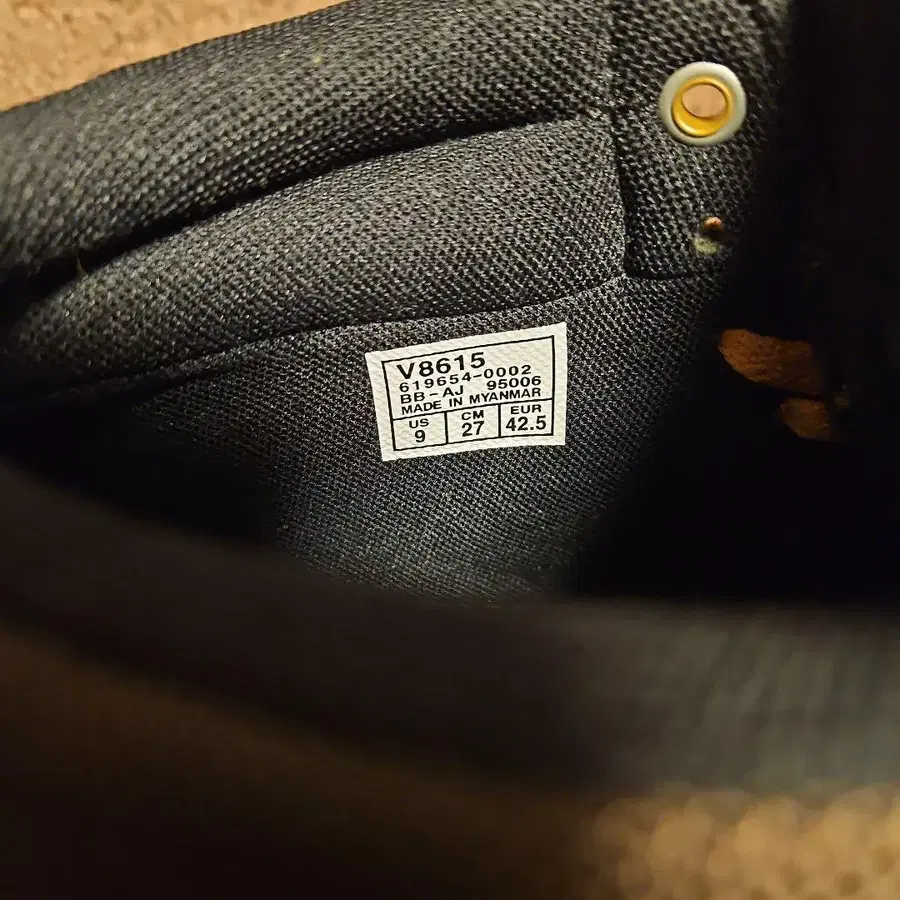 V8615
619654-0002
BB-AJ 95006
MADE IN MYANMAR
US CM EUR
9 27 42.5